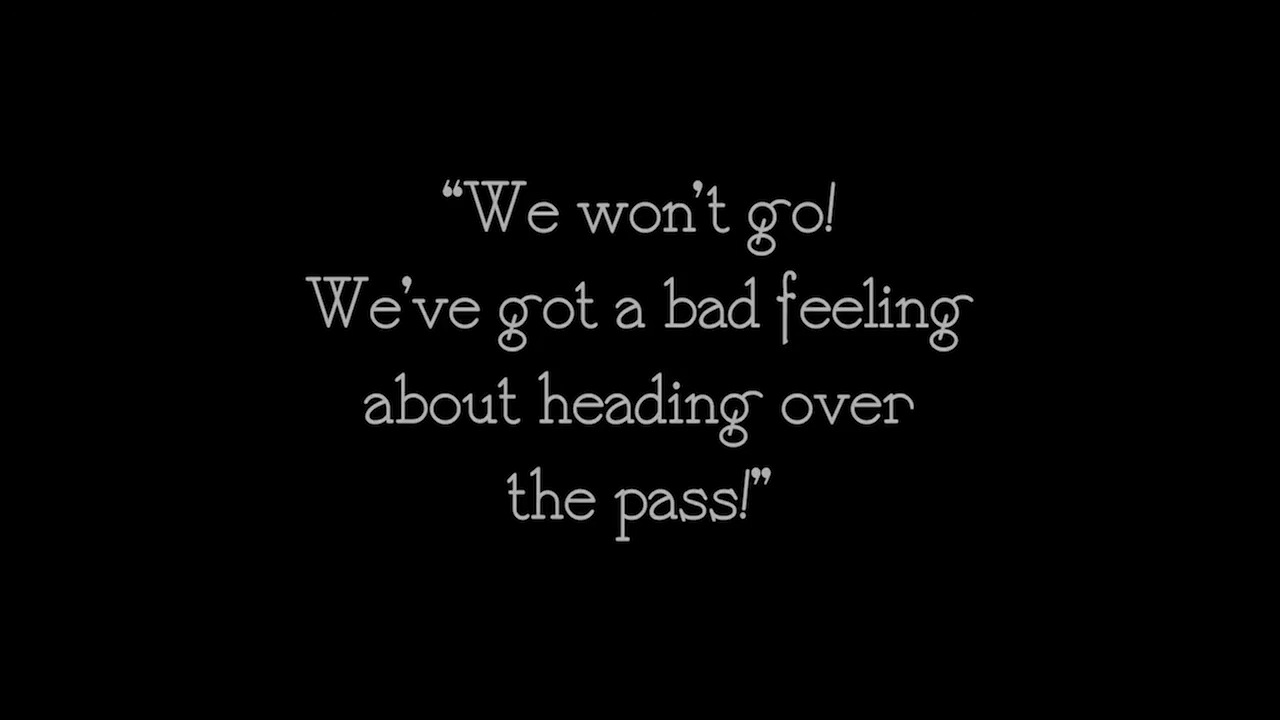 “We won’t go!
We’ve got a bad feeling
about heading over
the pass!”